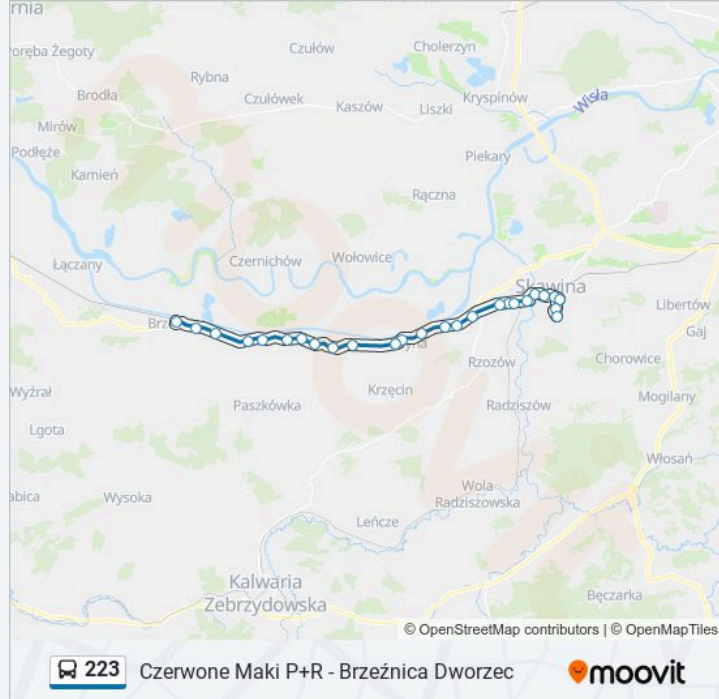 rnia
Poręba Żegoty
Czułów
Cholerzyn
Rybna
Brodła
Czułówek
Kaszów
Liszki
Kryspinów
Wisła
Mirów
Podłęże
Piekary
Kamień
Rączna
Łączany
Czernichów
Wołowice
Skawina
Libertów
Gaj
Brze
yna
Rzozów
Chorowice
Wyźrał
Krzęcin
Mogilany
Paszkówka
Radziszów
Lgota
Włosań
abica
Wysoka
Wola
Radziszowska
Leńcze
Kalwaria
Zebrzydowska
Bęczarka
© OpenStreetMap contributors | © OpenMapTiles
223
Czerwone Maki P+R - Brzeźnica Dworzec
moovit